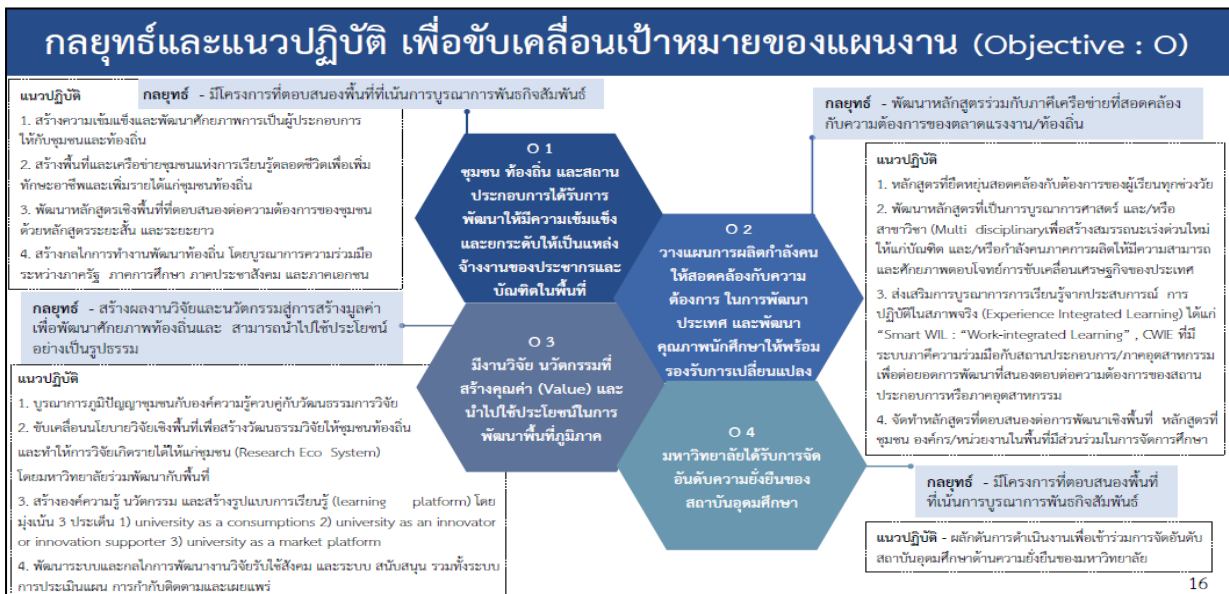 กลยุทธ์และแนวปฏิบัติ เพื่อขับเคลื่อนเป้าหมายของแผนงาน (Objective : O)
กลยุทธ์ - มีโครงการที่ตอบสนองพื้นที่ที่เน้นการบูรณาการพันธกิจสัมพันธ์
แนวปฏิบัติ
1. สร้างความเข้มแข็งและพัฒนาศักยภาพการเป็นผู้ประกอบการ
ให้กับชุมชนและท้องถิ่น
2. สร้างพื้นที่และเครือข่ายชุมชนแห่งการเรียนรู้ตลอดชีวิตเพื่อเพิ่ม
ทักษะอาชีพและเพิ่มรายได้แก่ชุมชนท้องถิ่น
3. พัฒนาหลักสูตรเชิงพื้นที่ที่ตอบสนองต่อความต้องการของชุมชน
ด้วยหลักสูตรระยะสั้น และระยะยาว
4. สร้างกลไกการทำงานพัฒนาท้องถิ่น โดยบูรณาการความร่วมมือ
ระหว่างภาครัฐ ภาคการศึกษา ภาคประชาสังคม และภาคเอกชน
O 1
ชุมชน ท้องถิ่น และสถาน
ประกอบการได้รับการ
พัฒนาให้มีความเข้มแข็ง
และยกระดับให้เป็นแหล่ง
จ้างงานของประชากรและ
บัณฑิตในพื้นที่
กลยุทธ์ - พัฒนาหลักสูตรร่วมกับภาคีเครือข่ายที่สอดคล้อง
กับความต้องการของตลาดแรงงาน/ท้องถิ่น
O 2
วางแผนการผลิตกำลังคน
ให้สอดคล้องกับความ
ต้องการ ในการพัฒนา
ประเทศ และพัฒนา
คุณภาพนักศึกษาให้พร้อม
รองรับการเปลี่ยนแปลง
แนวปฏิบัติ
1. หลักสูตรที่ยืดหยุ่นสอดคล้องกับต้องการของผู้เรียนทุกช่วงวัย
2. พัฒนาหลักสูตรที่เป็นการบูรณาการศาสตร์ และ/หรือ
สาขาวิชา (Multi disciplinaryเพื่อสร้างสมรรถนะเร่งด่วนใหม่
ให้แก่บัณฑิต และ/หรือกำลังคนภาคการผลิตให้มีความสามารถ
และศักยภาพตอบโจทย์การขับเคลื่อนเศรษฐกิจของประเทศ
3. ส่งเสริมการบูรณาการการเรียนรู้จากประสบการณ์ การ
ปฏิบัติในสภาพจริง (Experience Integrated Learning) ได้แก่
“Smart WIL : “Work-integrated Learning” , CWIE ที่มี
ระบบภาคีความร่วมมือกับสถานประกอบการ/ภาคอุตสาหกรรม
เพื่อต่อยอดการพัฒนาที่สนองตอบต่อความต้องการของสถาน
ประกอบการหรือภาคอุตสาหกรรม
4. จัดทำหลักสูตรที่ตอบสนองต่อการพัฒนาเชิงพื้นที่ หลักสูตรที่
ชุมชน องค์กร/หน่วยงานในพื้นที่มีส่วนร่วมในการจัดการศึกษา
กลยุทธ์ - สร้างผลงานวิจัยและนวัตกรรมสู่การสร้างมูลค่า
เพื่อพัฒนาศักยภาพท้องถิ่นและ สามารถนำไปใช้ประโยชน์
อย่างเป็นรูปธรรม
O 3
มีงานวิจัย นวัตกรรมที่
สร้างคุณค่า (Value) และ
นำไปใช้ประโยชน์ในการ
พัฒนาพื้นที่ภูมิภาค
แนวปฏิบัติ
1. บูรณาการภูมิปัญญาชุมชนกับองค์ความรู้ควบคู่กับวัฒนธรรมการวิจัย
2. ขับเคลื่อนนโยบายวิจัยเชิงพื้นที่เพื่อสร้างวัฒนธรรมวิจัยให้ชุมชนท้องถิ่น
และทำให้การวิจัยเกิดรายได้ให้แก่ชุมชน (Research Eco System)
โดยมหาวิทยาลัยร่วมพัฒนากับพื้นที่
3. สร้างองค์ความรู้ นวัตกรรม และสร้างรูปแบบการเรียนรู้ (learning platform) โดย
มุ่งเน้น 3 ประเด็น 1) university as a consumptions 2) university as an innovator
or innovation supporter 3) university as a market platform
4. พัฒนาระบบและกลไกการพัฒนางานวิจัยรับใช้สังคม และระบบ สนับสนุน รวมทั้งระบบ
การประเมินแผน การกำกับติดตามและเผยแพร่
O 4
มหาวิทยาลัยได้รับการจัด
อันดับความยั่งยืนของ
สถาบันอุดมศึกษา
กลยุทธ์ - มีโครงการที่ตอบสนองพื้นที่
ที่เน้นการบูรณาการพันธกิจสัมพันธ์
แนวปฏิบัติ - ผลักดันการดำเนินงานเพื่อเข้าร่วมการจัดอันดับ
สถาบันอุดมศึกษาด้านความยั่งยืนของมหาวิทยาลัย
16